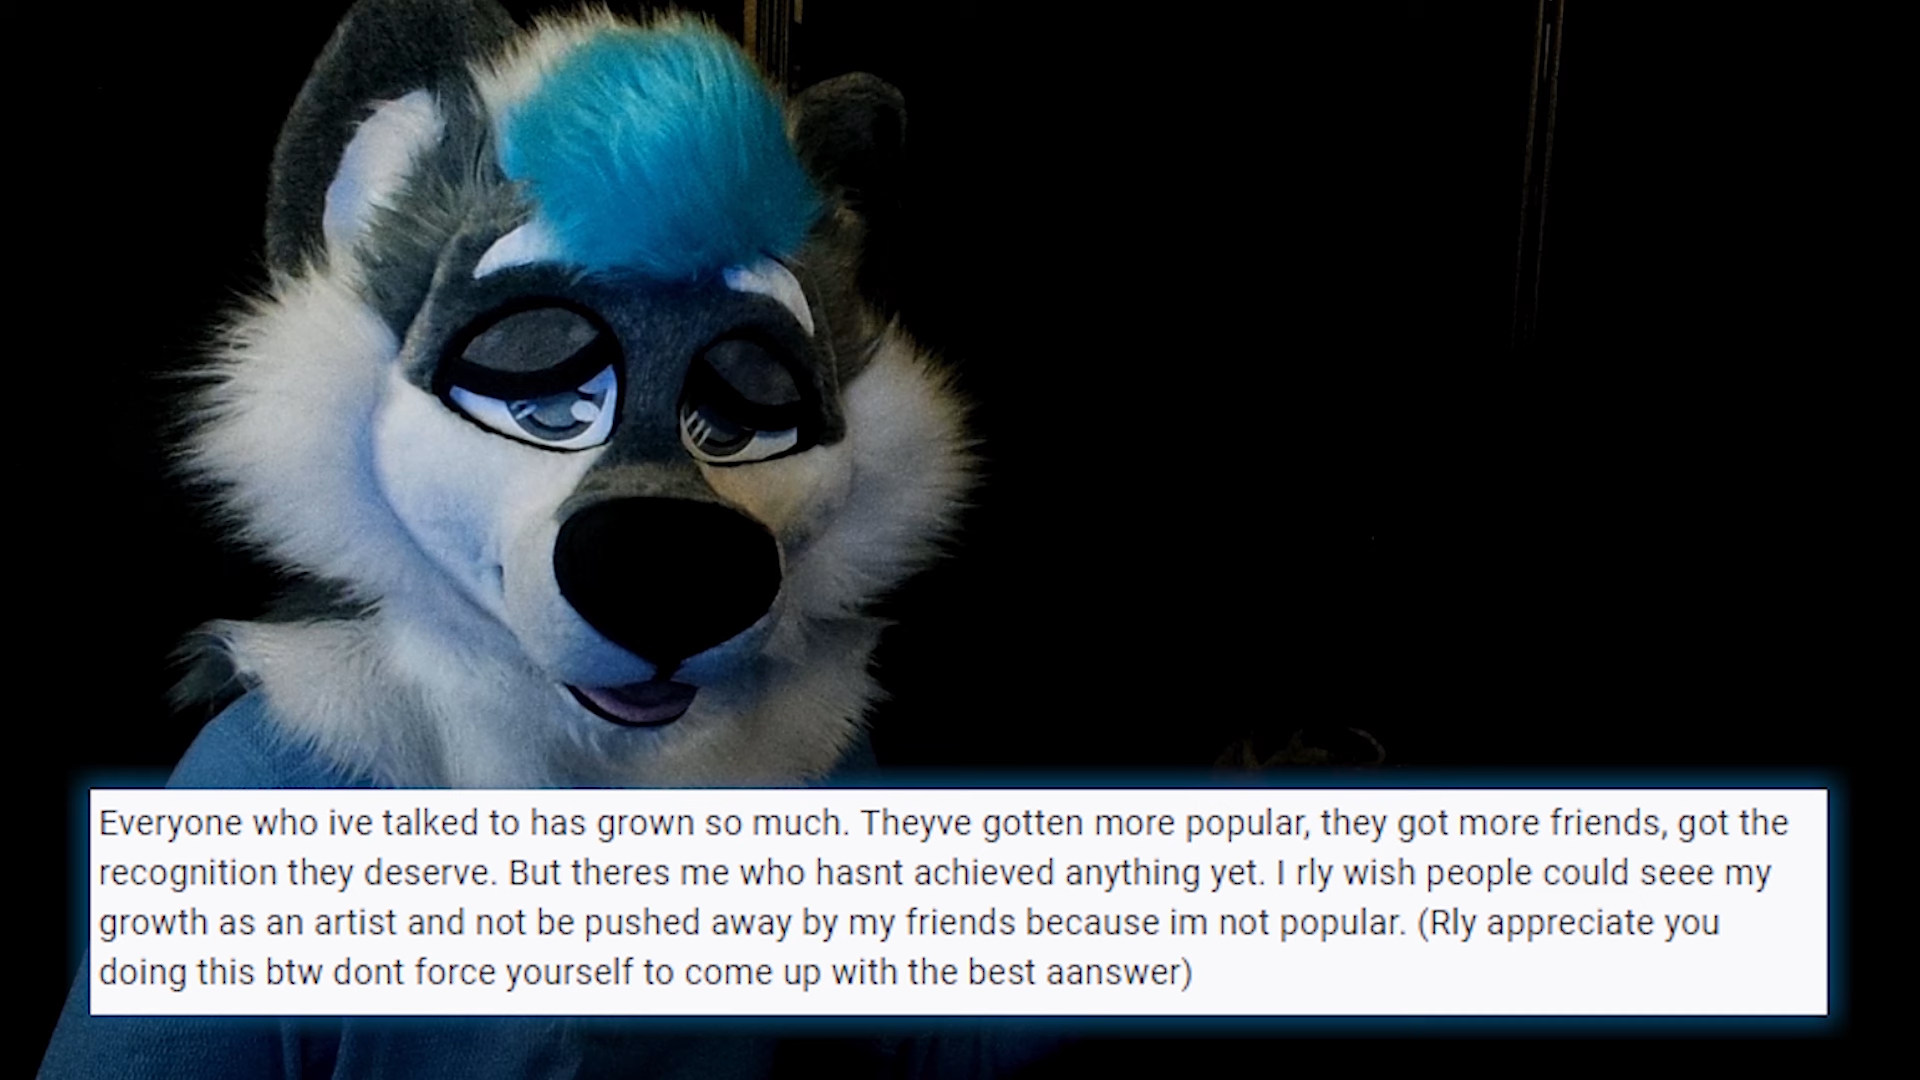 Everyone who ive talked to has grown so much. Theyve gotten more popular, they got more friends, got the
recognition they deserve. But theres me who hasnt achieved anything yet. I rly wish people could seee my
growth as an artist and not be pushed away by my friends because im not popular. (Rly appreciate you
doing this btw dont force yourself to come up with the best aanswer)